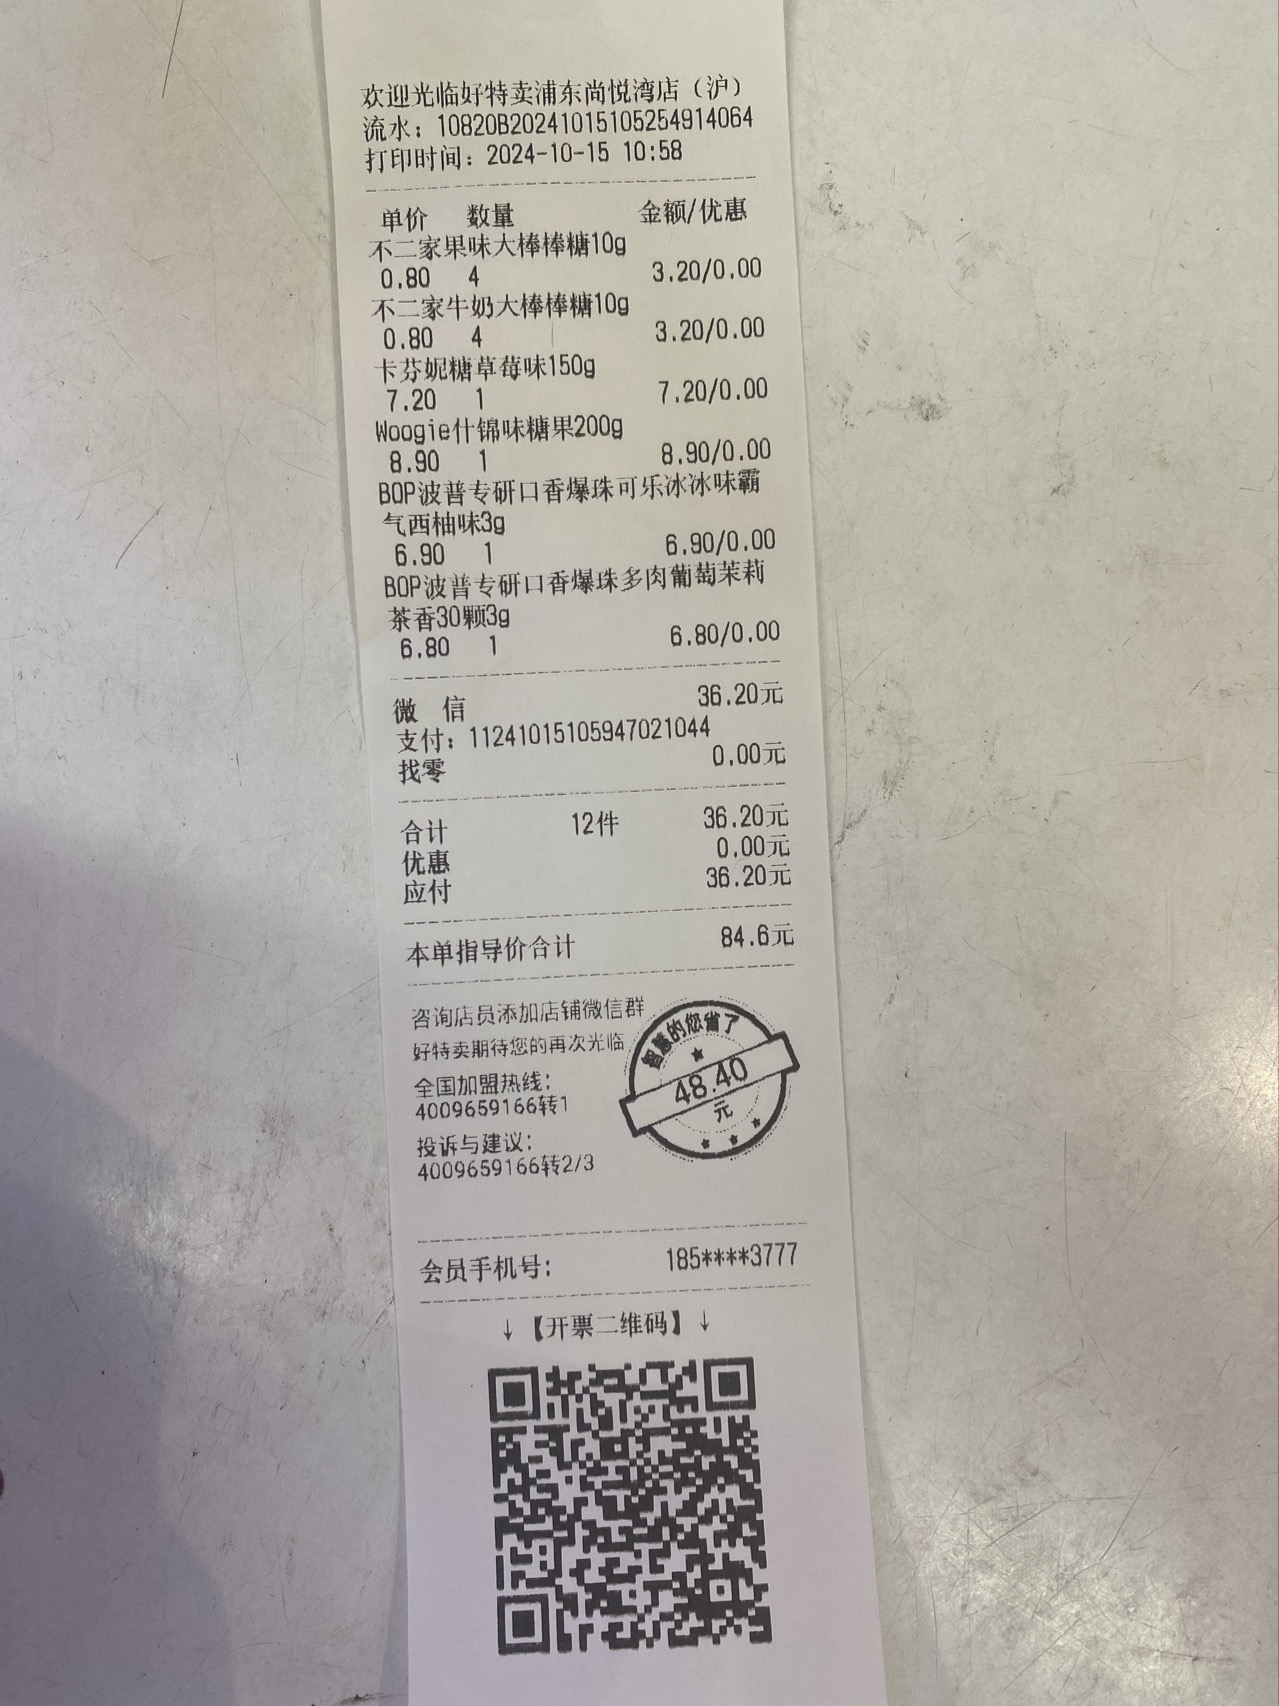 欢迎光临好特卖浦东尚悦湾店（沪）
流水：10820B20241015105254914064
打印时间：2024-10-15 10:58
单价 数量 金额/优惠
不二家果味大棒棒糖10g
0.80 4 3.20/0.00
不二家牛奶大棒棒糖10g
0.80 4 3.20/0.00
卡芬妮糖草莓味150g
7.20 1 7.20/0.00
Woogie什锦味糖果200g
8.90 1 8.90/0.00
BOP波普专研口香爆珠可乐冰冰味霸
气西柚味3g
6.90 1 6.90/0.00
BOP波普专研口香爆珠多肉葡萄茉莉
茶香30颗3g
6.80 1 6.80/0.00
微 信 36.20元
支付：11241015105947021044
找零 0.00元
合计 12件 36.20元
优惠 0.00元
应付 36.20元
本单指导价合计 84.6元
咨询店员添加店铺微信群
好特卖期待您的再次光临
全国加盟热线：
4009659166转1
投诉与建议：
4009659166转2/3
智慧的您省了
48.40
元
会员手机号： 185****3777
↓【开票二维码】↓